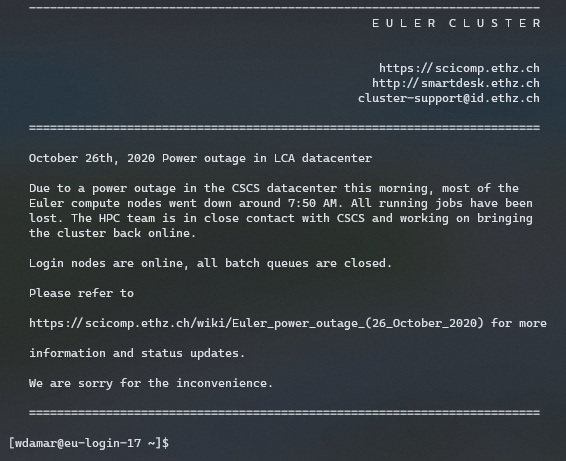 E U L E R  C L U S T E R
https://scicomp.ethz.ch
http://smartdesk.ethz.ch
cluster-support@id.ethz.ch
October 26th, 2020 Power outage in LCA datacenter
Due to a power outage in the CSCS datacenter this morning, most of the
Euler compute nodes went down around 7:50 AM. All running jobs have been
lost. The HPC team is in close contact with CSCS and working on bringing
the cluster back online.
Login nodes are online, all batch queues are closed.
Please refer to
https://scicomp.ethz.ch/wiki/Euler_power_outage_(26_October_2020) for more
information and status updates.
We are sorry for the inconvenience.
[wdamar@eu-login-17 ~]$